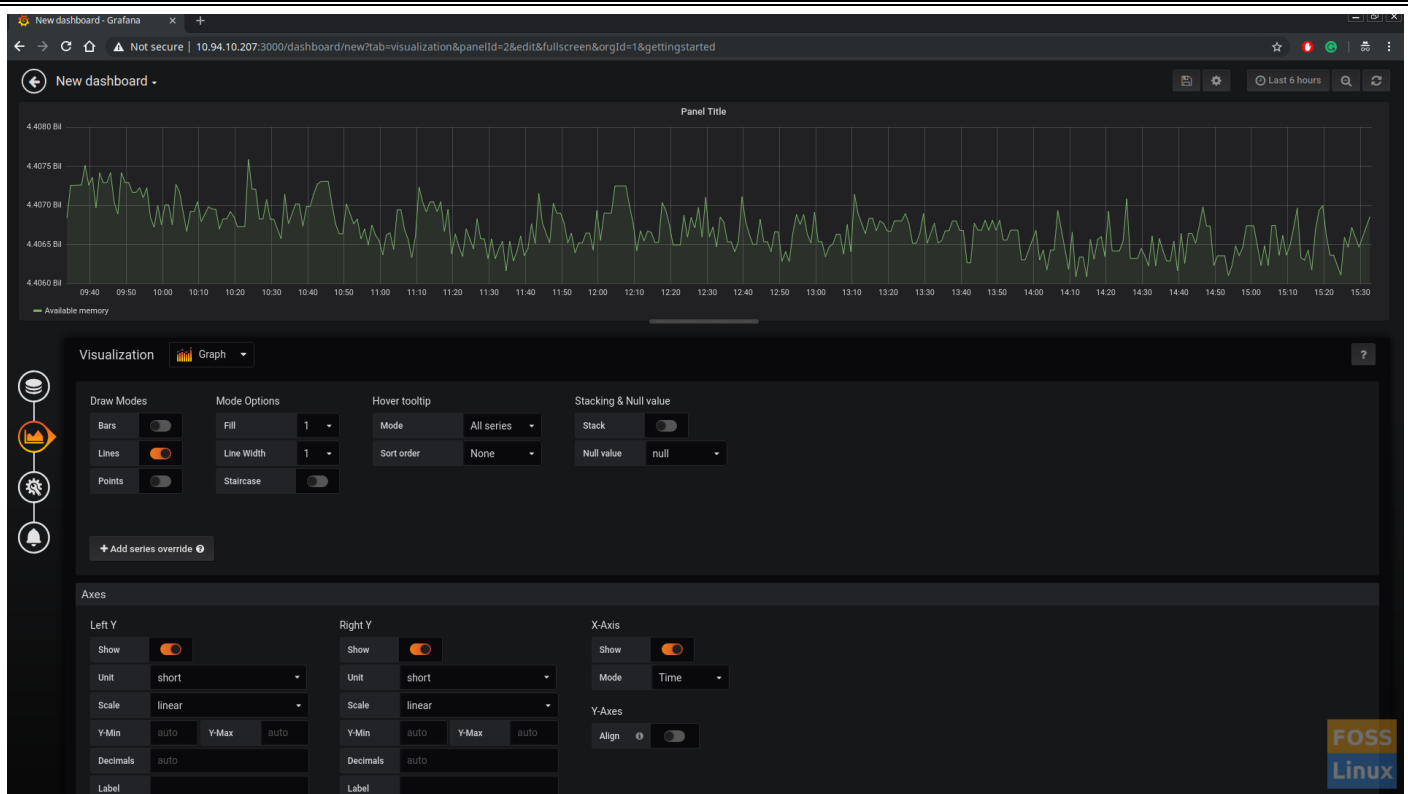 New dashboard - Grafana × +
Not secure | 10.94.10.207:3000/dashboard/new?tab=visualization&panelId=2&edit&fullscreen&orgId=1&gettingstarted
New dashboard
Last 6 hours
Panel Title
4.4080 Bil
4.4075 Bil
4.4070 Bil
4.4065 Bil
4.4060 Bil
09:40 09:50 10:00 10:10 10:20 10:30 10:40 10:50 11:00 11:10 11:20 11:30 11:40 11:50 12:00 12:10 12:20 12:30 12:40 12:50 13:00 13:10 13:20 13:30 13:40 13:50 14:00 14:10 14:20 14:30 14:40 14:50 15:00 15:10 15:20 15:30
Available memory
Visualization Graph ?
Draw Modes Mode Options Hover tooltip Stacking & Null value
Bars Fill 1 Mode All series Stack
Lines Line Width 1 Sort order None Null value null
Points Staircase
+ Add series override ?
Axes
Left Y Right Y X-Axis
Show Show Show
Unit short Unit short Mode Time
Scale linear Scale linear
Y-Axes
Y-Min auto Y-Max auto Y-Min auto Y-Max auto
Align
Decimals auto Decimals auto
Label Label
FOSS
Linux